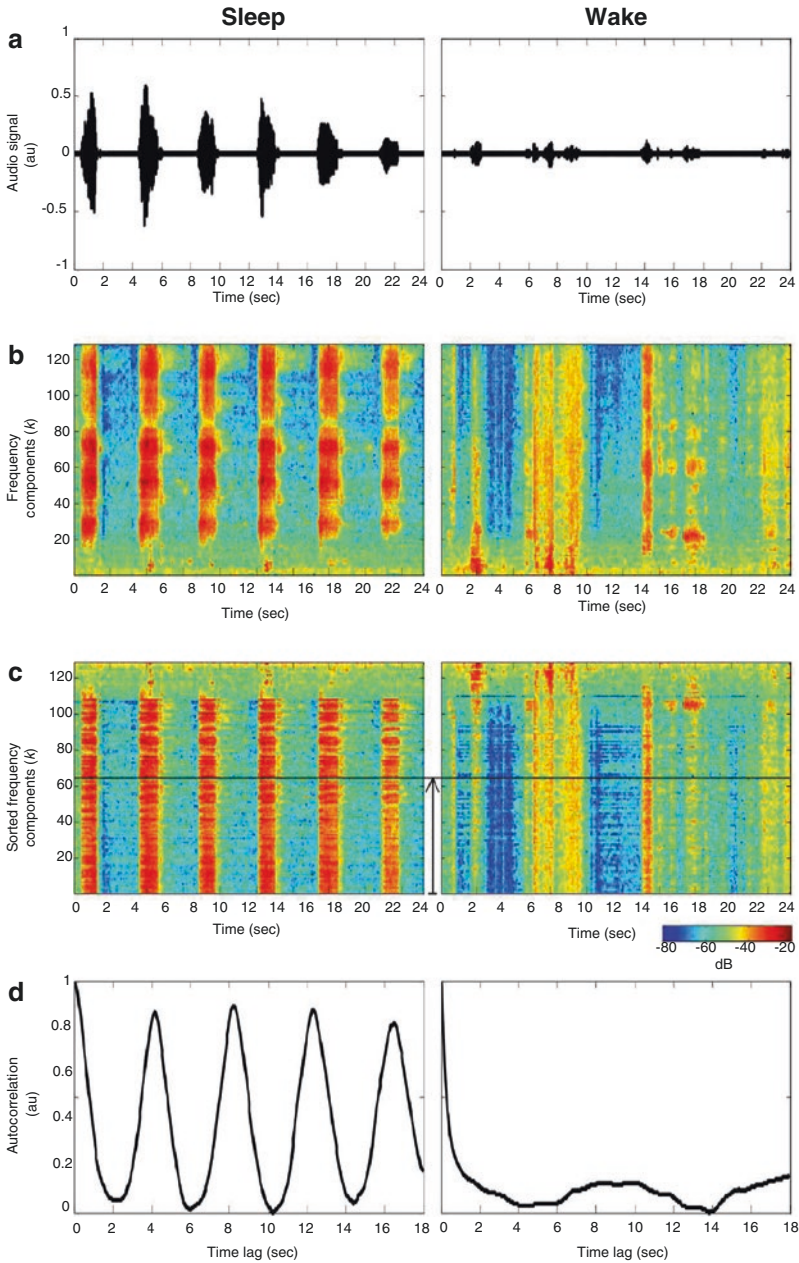 Sleep Wake
a
1
0.5
0
-0.5
-1
Audio signal
(au)
0 2 4 6 8 10 12 14 16 18 20 22 24
Time (sec)
0 2 4 6 8 10 12 14 16 18 20 22 24
Time (sec)
b
120
100
80
60
40
20
Frequency
components (k)
0 2 4 6 8 10 12 14 16 18 20 22 24
Time (sec)
0 2 4 6 8 10 12 14 16 18 20 22 24
Time (sec)
c
120
100
80
60
40
20
Sorted frequency
components (k)
0 2 4 6 8 10 12 14 16 18 20 22 24
Time (sec)
0 2 4 6 8 10 12 14 16 18 20 22 24
Time (sec)
-80 -60 -40 -20
dB
d
1
0.8
0.6
0.4
0.2
0
Autocorrelation
(au)
0 2 4 6 8 10 12 14 16 18
Time lag (sec)
0 2 4 6 8 10 12 14 16 18
Time lag (sec)